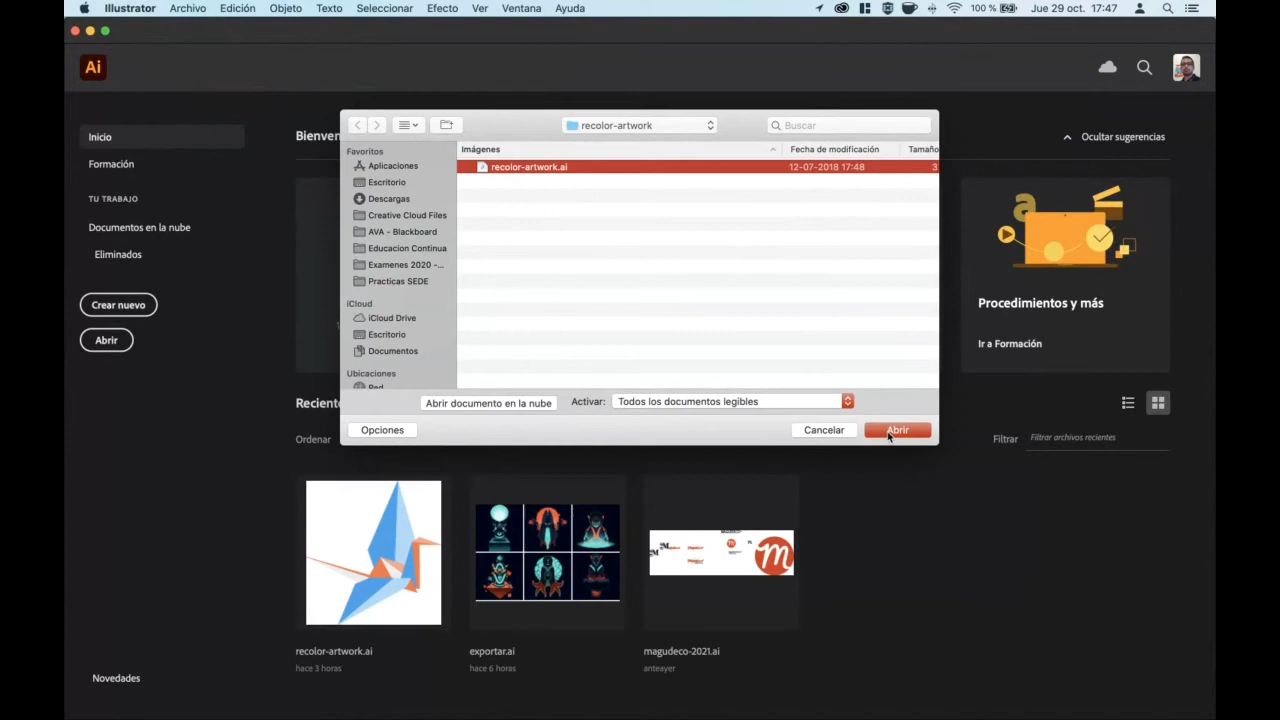 Illustrator Archivo Edición Objeto Texto Seleccionar Efecto Ver Ventana Ayuda 100 % Jue 29 oct. 17:47
Ai
Inicio
Formación
TU TRABAJO
Documentos en la nube
Eliminados
Crear nuevo
Abrir
Novedades
Bienven
Ocultar sugerencias
recolor-artwork
Buscar
Favoritos
Aplicaciones
Escritorio
Descargas
Creative Cloud Files
AVA - Blackboard
Educacion Continua
Examenes 2020 -...
Practicas SEDE
iCloud
iCloud Drive
Escritorio
Documentos
Ubicaciones
Red
Imágenes Fecha de modificación Tamaño
recolor-artwork.ai 12-07-2018 17:48 3
Abrir documento en la nube Activar: Todos los documentos legibles
Opciones Cancelar Abrir
Procedimientos y más
Ir a Formación
Reciente
Ordenar
Filtrar Filtrar archivos recientes
recolor-artwork.ai
hace 3 horas
exportar.ai
hace 6 horas
magudeco-2021.ai
anteayer